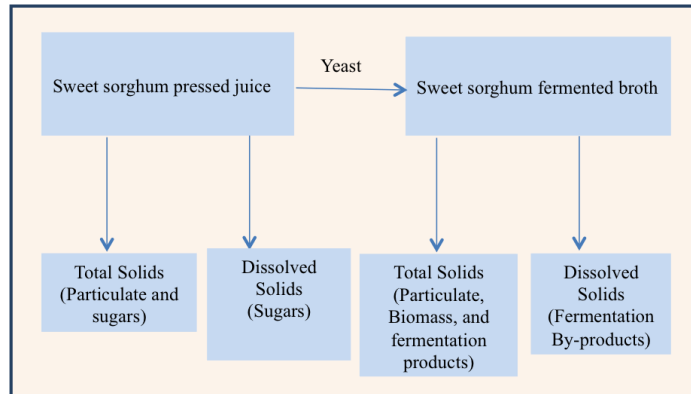 Yeast
Sweet sorghum pressed juice
Sweet sorghum fermented broth
Total Solids
(Particulate and
sugars)
Dissolved
Solids
(Sugars)
Total Solids
(Particulate,
Biomass, and
fermentation
products)
Dissolved
Solids
(Fermentation
By-products)